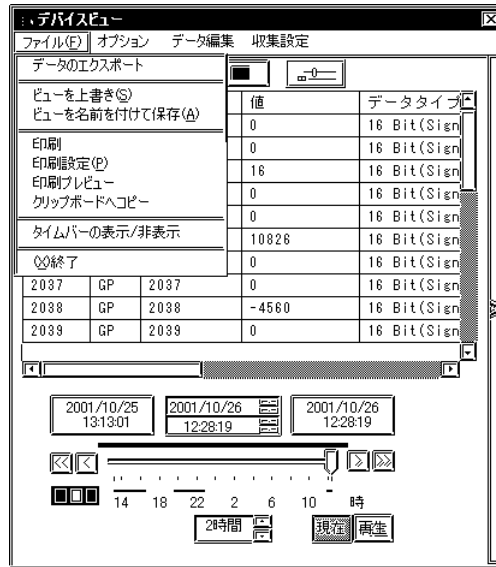 デバイスビュー
ファイル(F) オプション データ編集 収集設定
データのエクスポート
ビューを上書き(S)
ビューを名前を付けて保存(A)
印刷
印刷設定(P)
印刷プレビュー
クリップボードへコピー
タイムバーの表示/非表示
終了
値 データタイプ
0 16 Bit(Sign
0 16 Bit(Sign
16 16 Bit(Sign
0 16 Bit(Sign
0 16 Bit(Sign
10826 16 Bit(Sign
0 16 Bit(Sign
2037 GP 2037 0 16 Bit(Sign
2038 GP 2038 -4560 16 Bit(Sign
2039 GP 2039 0 16 Bit(Sign
2001/10/25 2001/10/26 2001/10/26
13:13:01 12:28:19 12:28:19
14 18 22 2 6 10 時
2時間 現在 再生